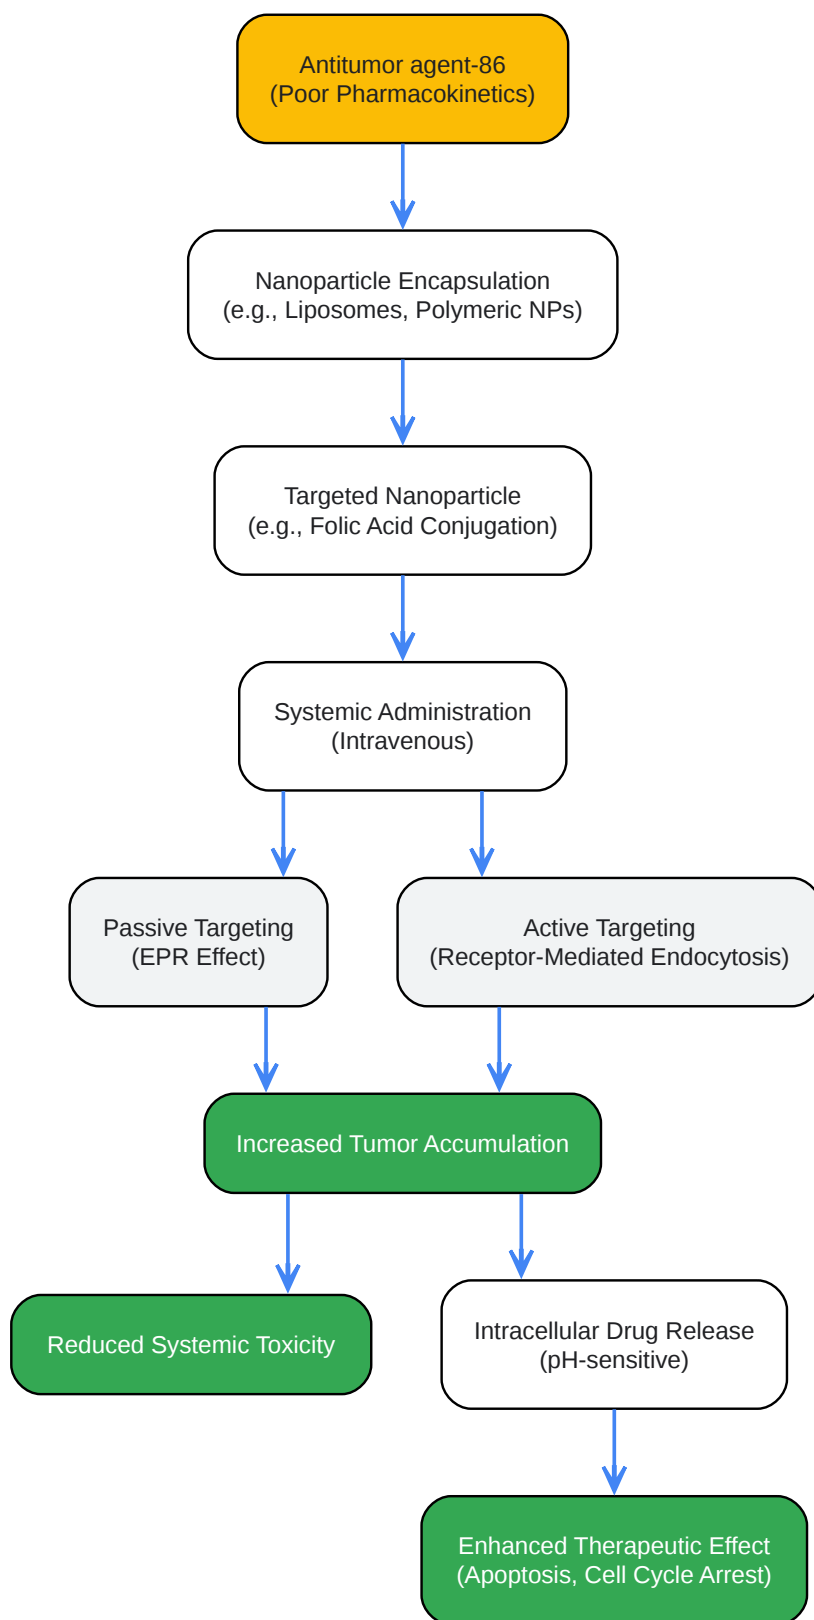 Antitumor agent-86
(Poor Pharmacokinetics)
Nanoparticle Encapsulation
(e.g., Liposomes, Polymeric NPs)
Targeted Nanoparticle
(e.g., Folic Acid Conjugation)
Systemic Administration
(Intravenous)
Passive Targeting
(EPR Effect)
Active Targeting
(Receptor-Mediated Endocytosis)
Increased Tumor Accumulation
Reduced Systemic Toxicity
Intracellular Drug Release
(pH-sensitive)
Enhanced Therapeutic Effect
(Apoptosis, Cell Cycle Arrest)